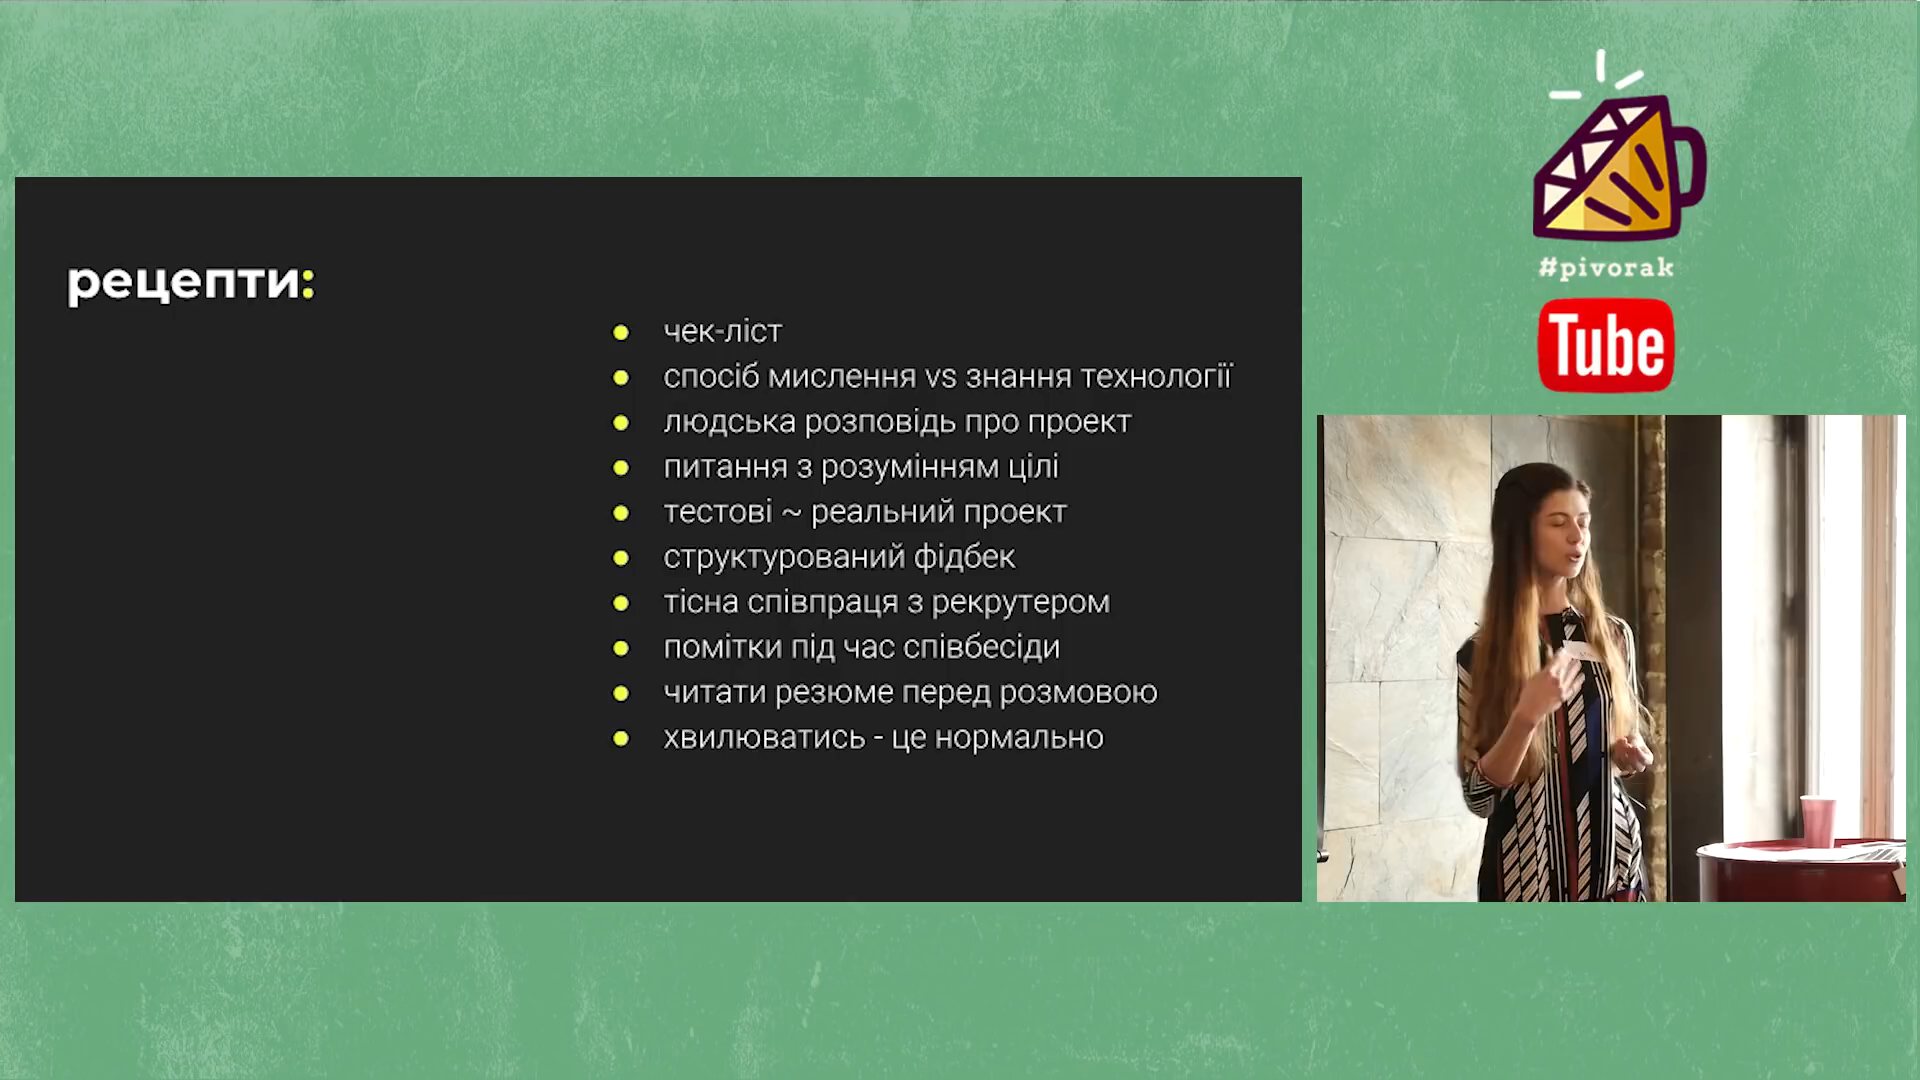 рецепти:
чек-ліст
спосіб мислення vs знання технології
людська розповідь про проект
питання з розумінням цілі
тестові ~ реальний проект
структурований фідбек
тісна співпраця з рекрутером
помітки під час співбесіди
читати резюме перед розмовою
хвилюватись - це нормально
#pivorak
Tube